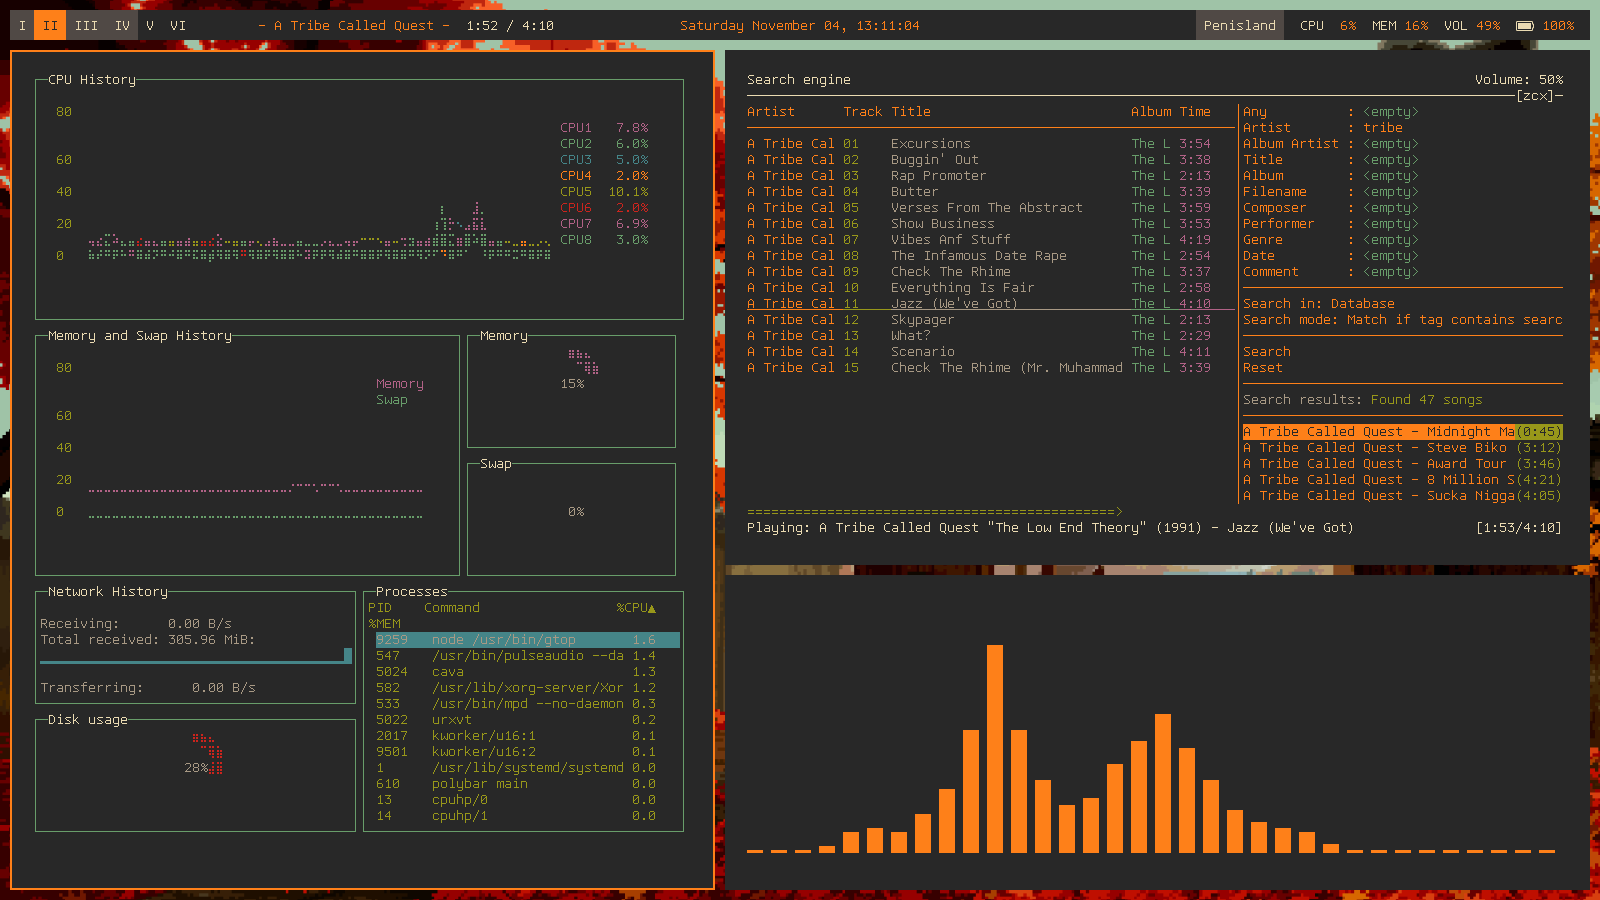 I II III IV V VI – A Tribe Called Quest – 1:52 / 4:10 Saturday November 04, 13:11:04 Penisland CPU 6% MEM 16% VOL 49% 100%
CPU History
80
60
40
20
0
CPU1 7.8%
CPU2 6.0%
CPU3 5.0%
CPU4 2.0%
CPU5 10.1%
CPU6 2.0%
CPU7 6.9%
CPU8 3.0%
Memory and Swap History
80
60
40
20
0
Memory
Swap
Memory
15%
Swap
0%
Network History
Receiving: 0.00 B/s
Total received: 305.96 MiB:
Transferring: 0.00 B/s
Disk usage
28%
Processes
PID Command %CPU▲
%MEM
9259 node /usr/bin/gtop 1.6
547 /usr/bin/pulseaudio --da 1.4
5024 cava 1.3
582 /usr/lib/xorg-server/Xor 1.2
533 /usr/bin/mpd --no-daemon 0.3
5022 urxvt 0.2
2017 kworker/u16:1 0.1
9501 kworker/u16:2 0.1
1 /usr/lib/systemd/systemd 0.0
610 polybar main 0.0
13 cpuhp/0 0.0
14 cpuhp/1 0.0
Search engine Volume: 50%
[zcx]
Artist Track Title Album Time
A Tribe Cal 01 Excursions The L 3:54
A Tribe Cal 02 Buggin' Out The L 3:38
A Tribe Cal 03 Rap Promoter The L 2:13
A Tribe Cal 04 Butter The L 3:39
A Tribe Cal 05 Verses From The Abstract The L 3:59
A Tribe Cal 06 Show Business The L 3:53
A Tribe Cal 07 Vibes Anf Stuff The L 4:19
A Tribe Cal 08 The Infamous Date Rape The L 2:54
A Tribe Cal 09 Check The Rhime The L 3:37
A Tribe Cal 10 Everything Is Fair The L 2:58
A Tribe Cal 11 Jazz (We've Got) The L 4:10
A Tribe Cal 12 Skypager The L 2:13
A Tribe Cal 13 What? The L 2:29
A Tribe Cal 14 Scenario The L 4:11
A Tribe Cal 15 Check The Rhime (Mr. Muhammad The L 3:39
Any : <empty>
Artist : tribe
Album Artist : <empty>
Title : <empty>
Album : <empty>
Filename : <empty>
Composer : <empty>
Performer : <empty>
Genre : <empty>
Date : <empty>
Comment : <empty>
Search in: Database
Search mode: Match if tag contains searc
Search
Reset
Search results: Found 47 songs
A Tribe Called Quest - Midnight Ma(0:45)
A Tribe Called Quest - Steve Biko (3:12)
A Tribe Called Quest - Award Tour (3:46)
A Tribe Called Quest - 8 Million S(4:21)
A Tribe Called Quest - Sucka Nigga(4:05)
==============================================>
Playing: A Tribe Called Quest "The Low End Theory" (1991) - Jazz (We've Got) [1:53/4:10]